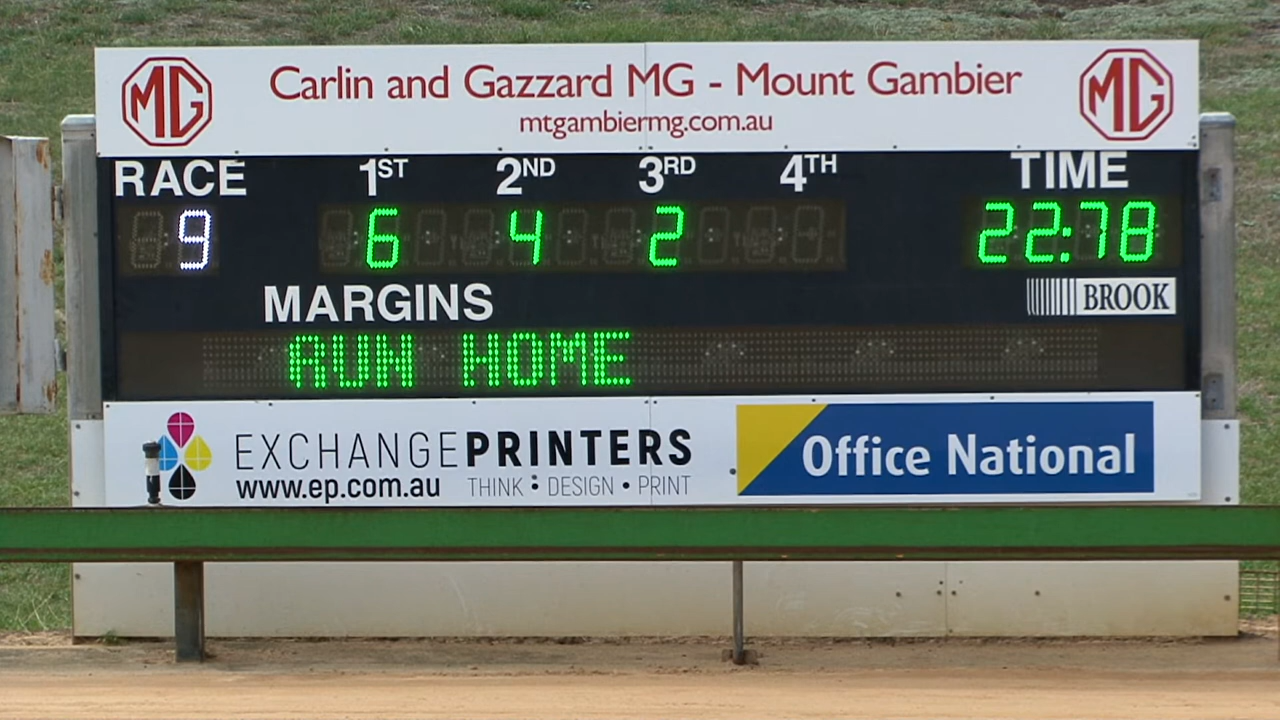 MG Carlin and Gazzard MG - Mount Gambier MG
mtgambiermg.com.au
RACE 1ST 2ND 3RD 4TH TIME
9 6 4 2 22:78
MARGINS BROOK
RUN HOME
EXCHANGEPRINTERS Office National
www.ep.com.au THINK • DESIGN • PRINT